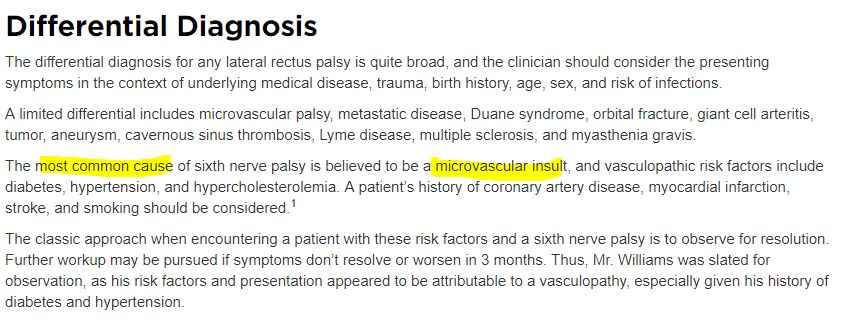 Differential Diagnosis
The differential diagnosis for any lateral rectus palsy is quite broad, and the clinician should consider the presenting
symptoms in the context of underlying medical disease, trauma, birth history, age, sex, and risk of infections.
A limited differential includes microvascular palsy, metastatic disease, Duane syndrome, orbital fracture, giant cell arteritis,
tumor, aneurysm, cavernous sinus thrombosis, Lyme disease, multiple sclerosis, and myasthenia gravis.
The most common cause of sixth nerve palsy is believed to be a microvascular insult, and vasculopathic risk factors include
diabetes, hypertension, and hypercholesterolemia. A patient's history of coronary artery disease, myocardial infarction,
stroke, and smoking should be considered.1
The classic approach when encountering a patient with these risk factors and a sixth nerve palsy is to observe for resolution.
Further workup may be pursued if symptoms don't resolve or worsen in 3 months. Thus, Mr. Williams was slated for
observation, as his risk factors and presentation appeared to be attributable to a vasculopathy, especially given his history of
diabetes and hypertension.